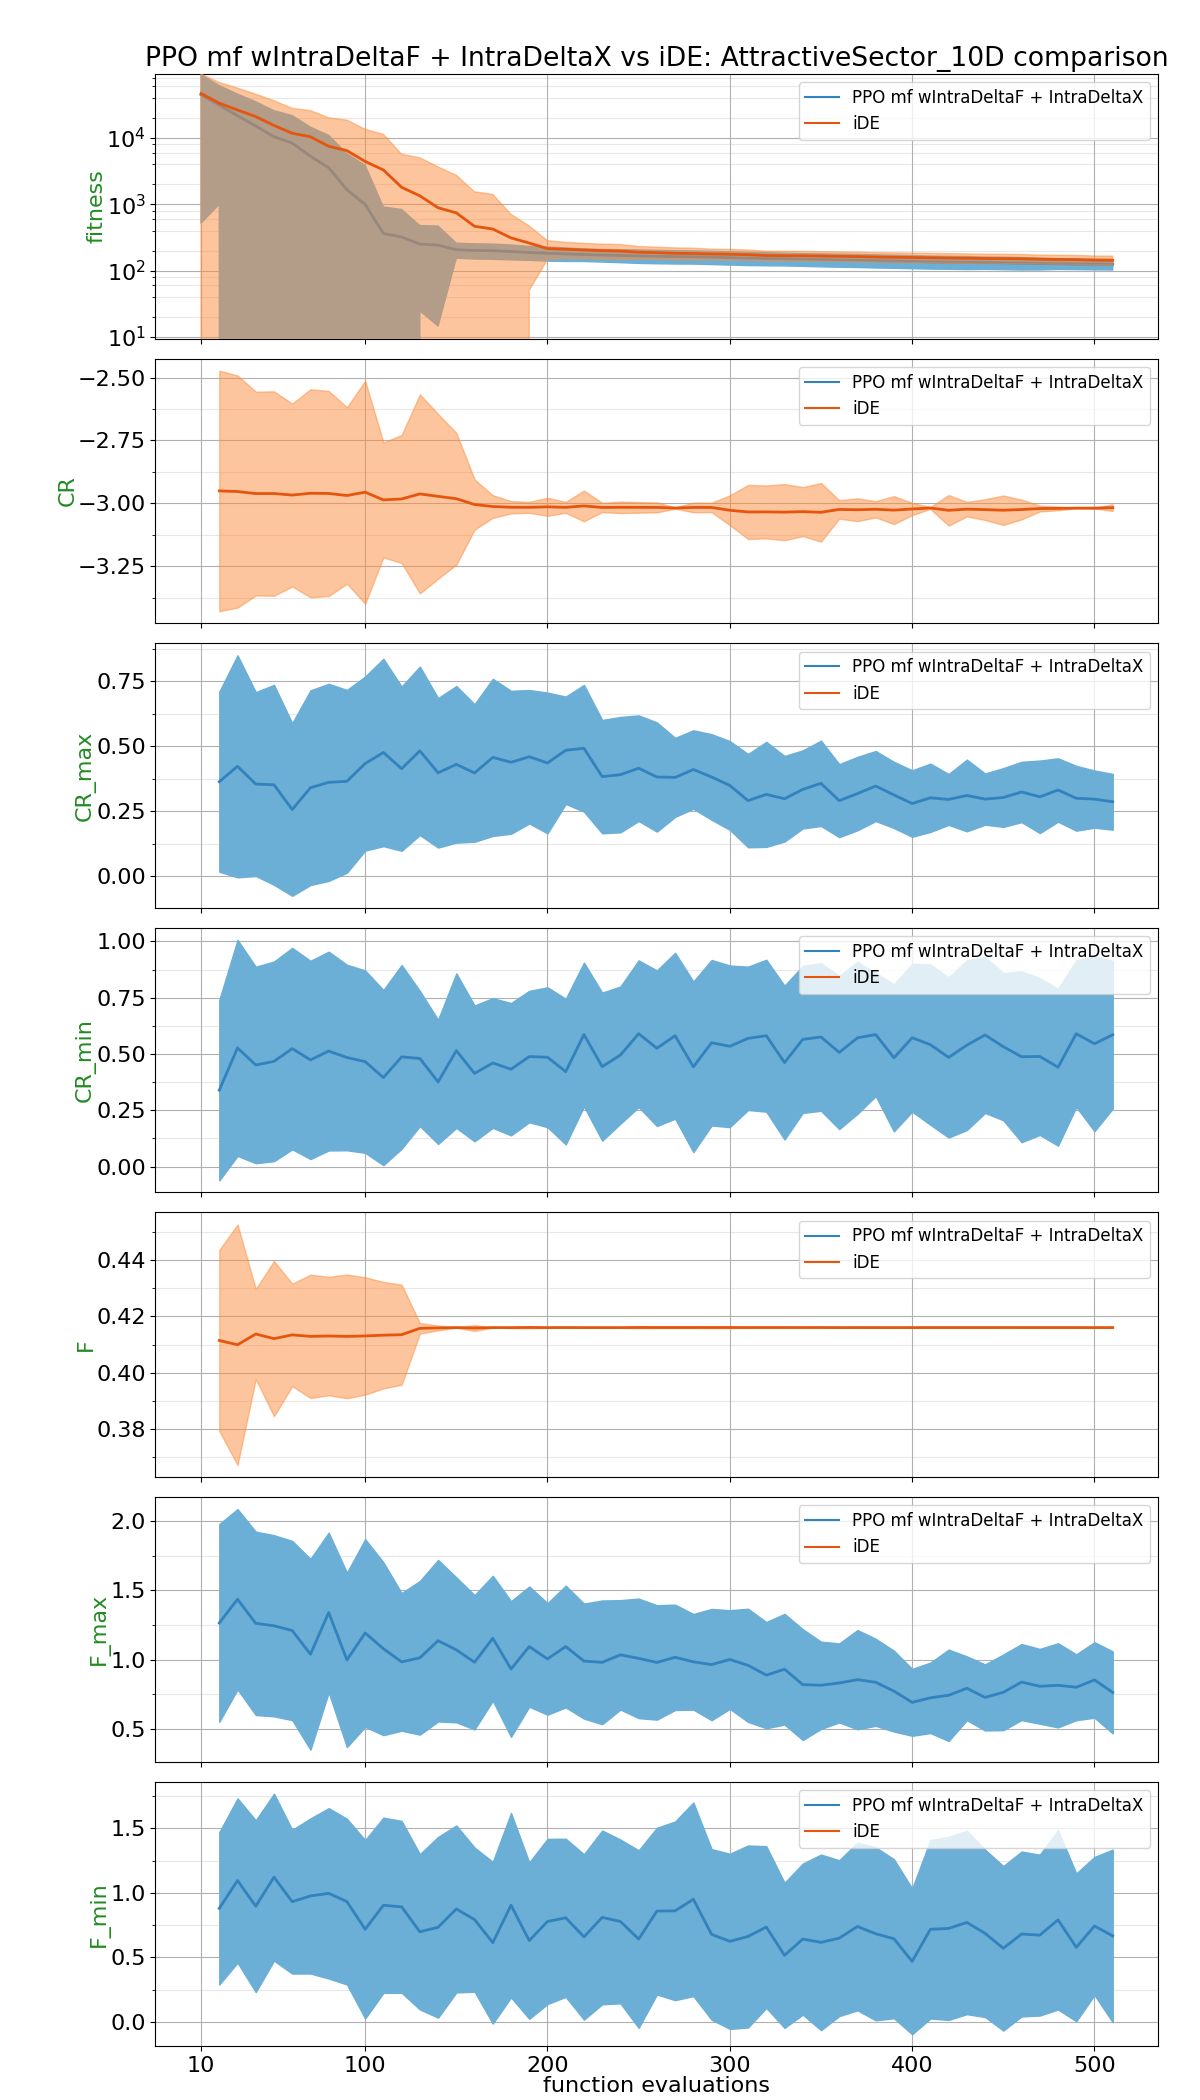 PPO mf wIntraDeltaF + IntraDeltaX vs iDE: AttractiveSector_10D comparison
PPO mf wIntraDeltaF + IntraDeltaX
iDE
fitness
10^4
10^3
10^2
10^1
PPO mf wIntraDeltaF + IntraDeltaX
iDE
CR
−2.50
−2.75
−3.00
−3.25
PPO mf wIntraDeltaF + IntraDeltaX
iDE
CR_max
0.75
0.50
0.25
0.00
PPO mf wIntraDeltaF + IntraDeltaX
iDE
CR_min
1.00
0.75
0.50
0.25
0.00
PPO mf wIntraDeltaF + IntraDeltaX
iDE
F
0.44
0.42
0.40
0.38
PPO mf wIntraDeltaF + IntraDeltaX
iDE
F_max
2.0
1.5
1.0
0.5
PPO mf wIntraDeltaF + IntraDeltaX
iDE
F_min
1.5
1.0
0.5
0.0
10 100 200 300 400 500
function evaluations